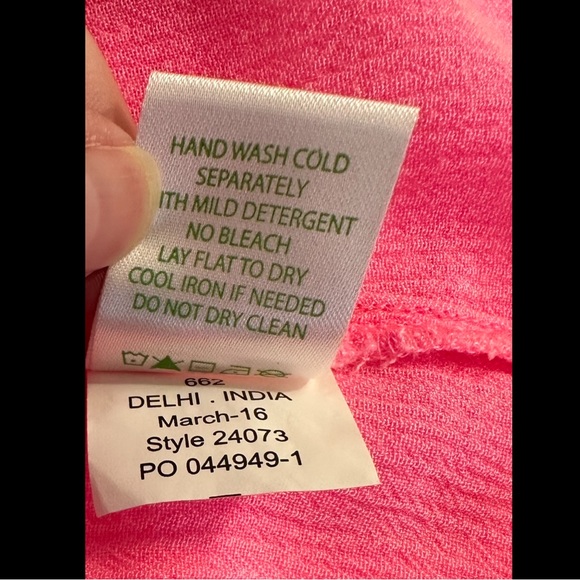 HAND WASH COLD
SEPARATELY
ITH MILD DETERGENT
NO BLEACH
LAY FLAT TO DRY
COOL IRON IF NEEDED
DO NOT DRY CLEAN
662
DELHI . INDIA
March-16
Style 24073
PO 044949-1